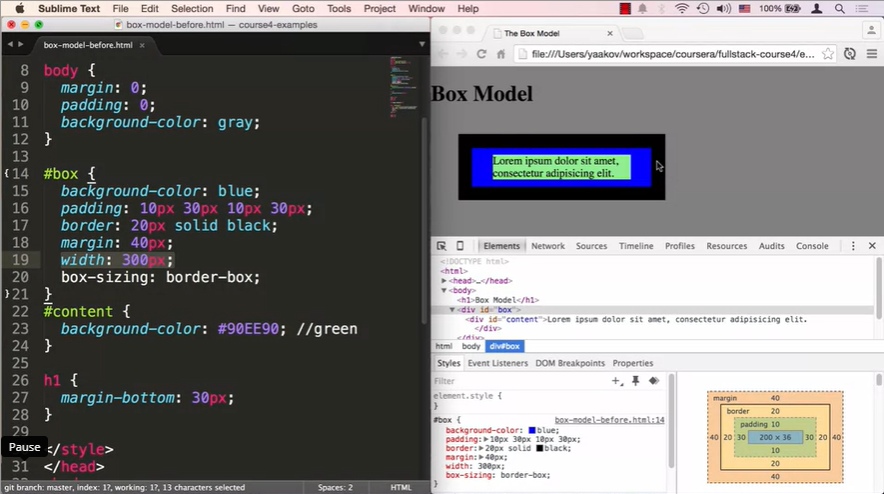 Sublime Text File Edit Selection Find View Goto Tools Project Window Help 100%
box-model-before.html — course4-examples
box-model-before.html
8 body {
9 margin: 0;
10 padding: 0;
11 background-color: gray;
12 }
13
14 #box {
15 background-color: blue;
16 padding: 10px 30px 10px 30px;
17 border: 20px solid black;
18 margin: 40px;
19 width: 300px;
20 box-sizing: border-box;
21 }
22 #content {
23 background-color: #90EE90; //green
24 }
25
26 h1 {
27 margin-bottom: 30px;
28 }
29
Pause
</style>
31 </head>
git branch: master, index: 1?, working: 1?, 13 characters selected Spaces: 2 HTML
The Box Model
file:///Users/yaakov/workspace/coursera/fullstack-course4/e...
Box Model
Lorem ipsum dolor sit amet,
consectetur adipisicing elit.
Elements Network Sources Timeline Profiles Resources Audits Console
<!DOCTYPE html>
<html>
<head>…</head>
<body>
<h1>Box Model</h1>
<div id="box">
<div id="content">Lorem ipsum dolor sit amet, consectetur adipisicing elit.
</div>
</div>
html body div#box
Styles Event Listeners DOM Breakpoints Properties
Filter
element.style {
}
#box { box-model-before.html:14
background-color: blue;
padding: 10px 30px 10px 30px;
border: 20px solid black;
margin: 40px;
width: 300px;
box-sizing: border-box;
}
margin 40
border 20
padding 10
40 20 30 200 × 36 30 20 40
10
20
40